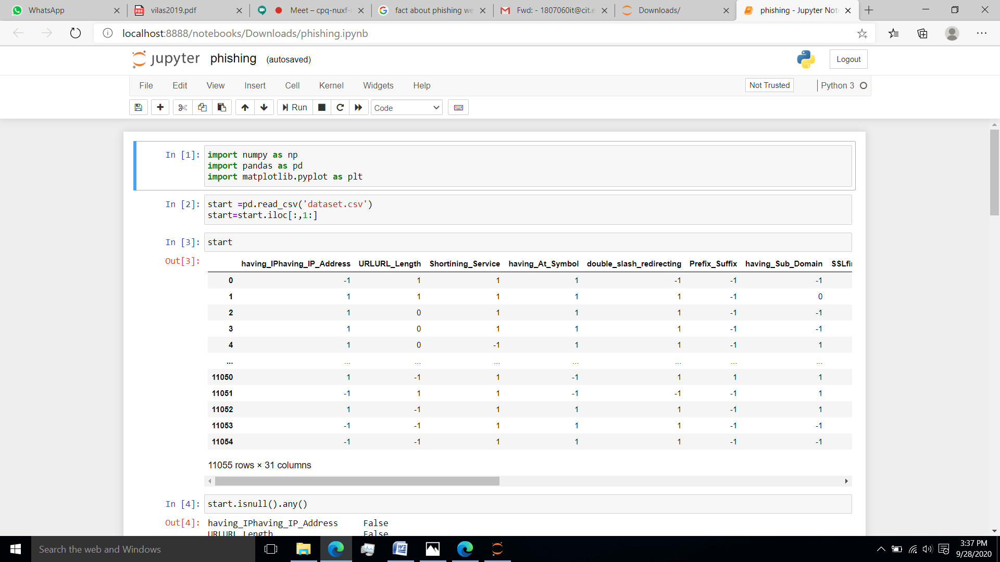 WhatsApp
vilas2019.pdf
Meet – cpq-nuxf-
fact about phishing we
Fwd: - 1807060it@cit.e
Downloads/
phishing - Jupyter Not
localhost:8888/notebooks/Downloads/phishing.ipynb
jupyter phishing (autosaved)
Logout
File Edit View Insert Cell Kernel Widgets Help
Not Trusted
Python 3
Run
Code
In [1]: import numpy as np
import pandas as pd
import matplotlib.pyplot as plt
In [2]: start =pd.read_csv('dataset.csv')
start=start.iloc[:,1:]
In [3]: start
Out[3]:
having_IPhaving_IP_Address URLURL_Length Shortining_Service having_At_Symbol double_slash_redirecting Prefix_Suffix having_Sub_Domain SSLfi
0 -1 1 1 1 -1 -1 -1
1 1 1 1 1 1 -1 0
2 1 0 1 1 1 -1 -1
3 1 0 1 1 1 -1 -1
4 1 0 -1 1 1 -1 1
... ... ... ... ... ... ... ...
11050 1 -1 1 -1 1 1 1
11051 -1 1 1 -1 -1 -1 1
11052 1 -1 1 1 1 -1 1
11053 -1 -1 1 1 1 -1 -1
11054 -1 -1 1 1 1 -1 -1
11055 rows × 31 columns
In [4]: start.isnull().any()
Out[4]: having_IPhaving_IP_Address False
URLURL_Length False
Search the web and Windows
3:37 PM
9/28/2020